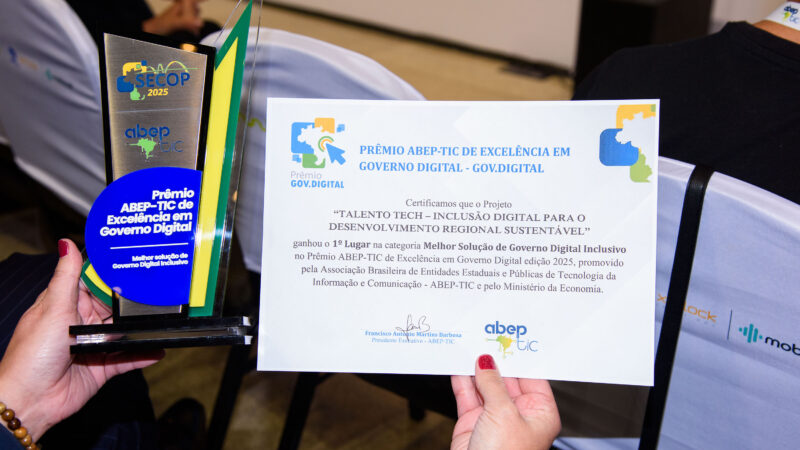 SECOP
2025
abep
tic
Prêmio
ABEP-TIC de
Excelência em
Governo Digital
Melhor solução de
Governo Digital Inclusivo
Prêmio
GOV.DIGITAL
PRÊMIO ABEP-TIC DE EXCELÊNCIA EM
GOVERNO DIGITAL - GOV.DIGITAL
Certificamos que o Projeto
“TALENTO TECH – INCLUSÃO DIGITAL PARA O
DESENVOLVIMENTO REGIONAL SUSTENTÁVEL”
ganhou o 1º Lugar na categoria Melhor Solução de Governo Digital Inclusivo
no Prêmio ABEP-TIC de Excelência em Governo Digital edição 2025, promovido
pela Associação Brasileira de Entidades Estaduais e Públicas de Tecnologia da
Informação e Comunicação - ABEP-TIC e pelo Ministério da Economia.
Francisco Antonio Martins Barbosa
Presidente Executivo - ABEP-TIC
abep
tic
abep
tic